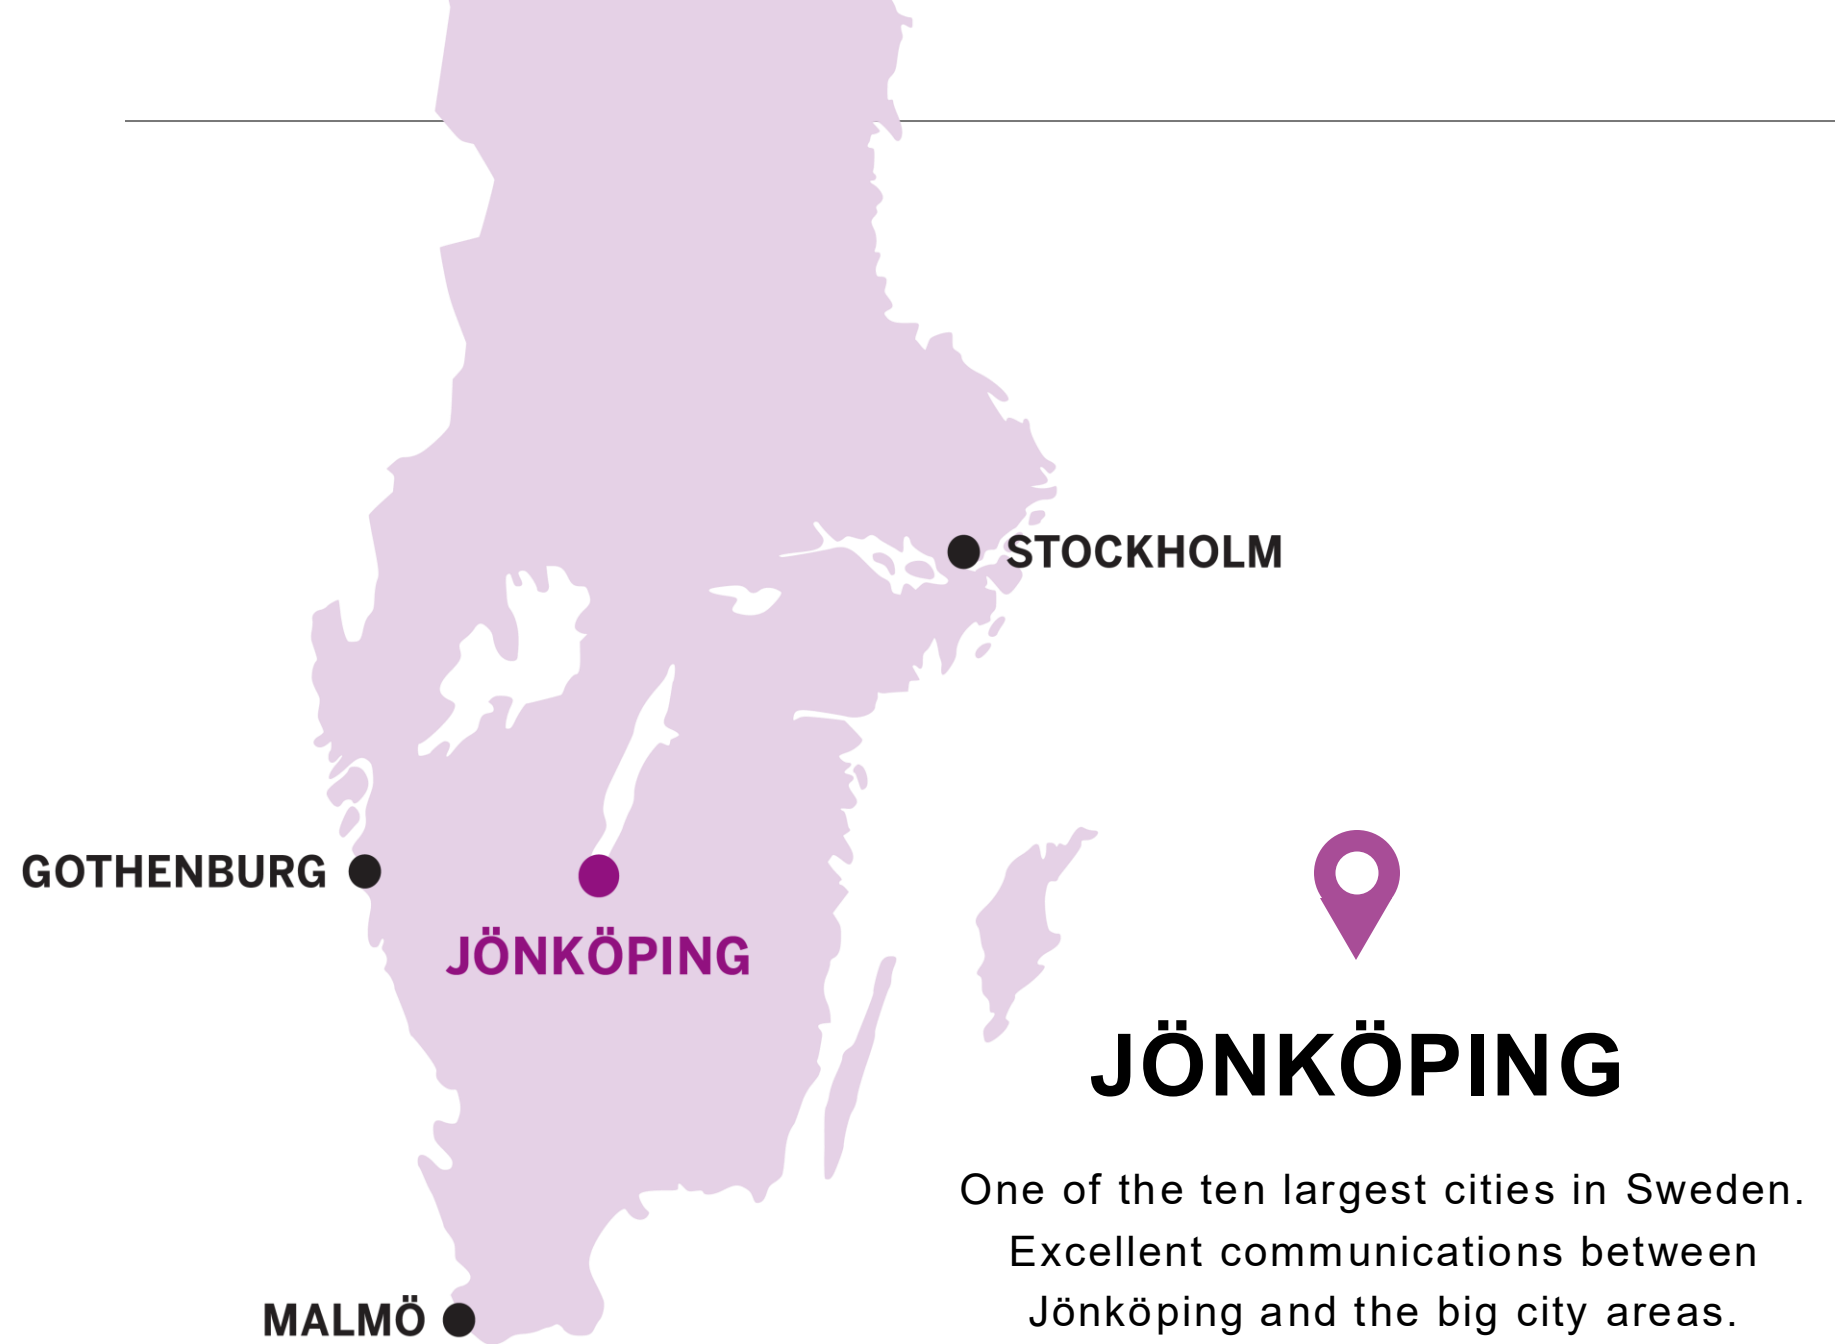 STOCKHOLM
GOTHENBURG
JÖNKÖPING
MALMÖ
JÖNKÖPING
One of the ten largest cities in Sweden.
Excellent communications between
Jönköping and the big city areas.